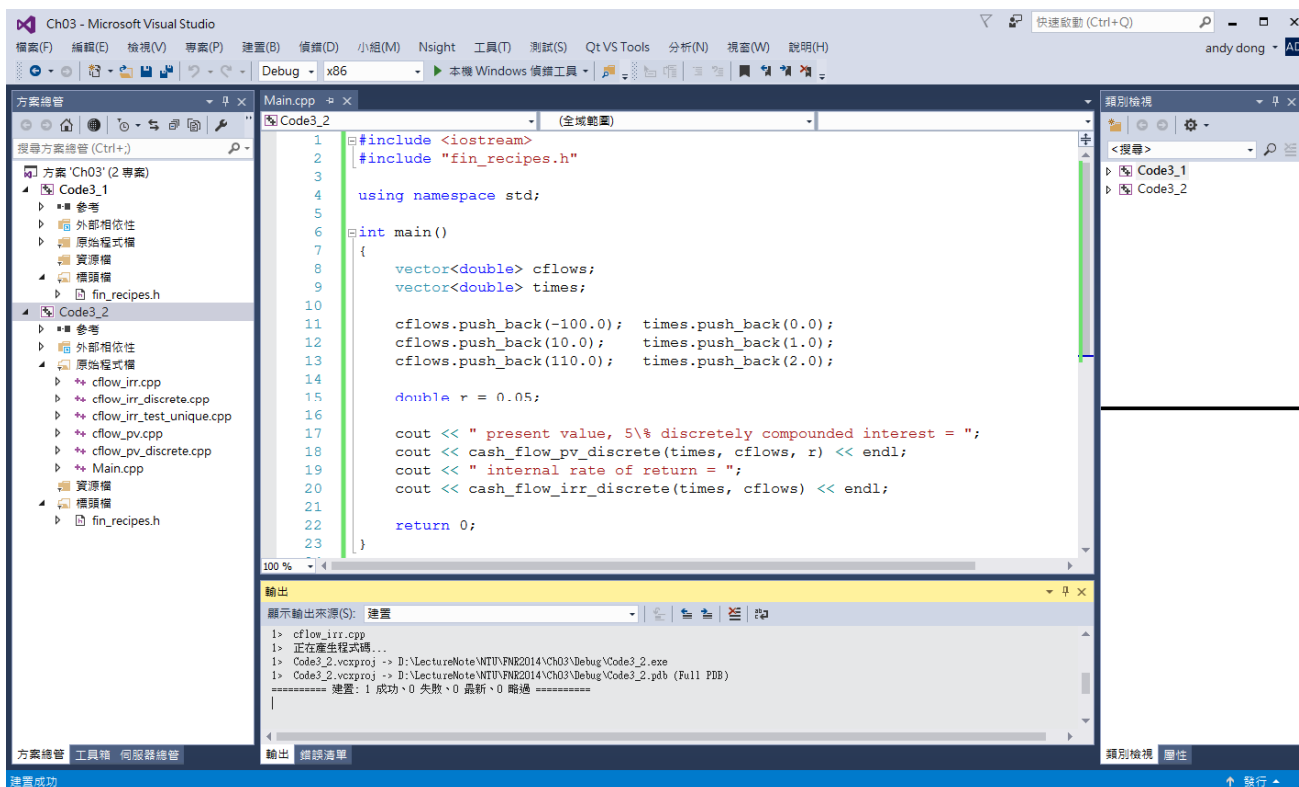 Ch03 - Microsoft Visual Studio
快速啟動 (Ctrl+Q)
檔案(F) 編輯(E) 檢視(V) 專案(P) 建置(B) 偵錯(D) 小組(M) Nsight 工具(T) 測試(S) Qt VS Tools 分析(N) 視窗(W) 說明(H)
andy dong AD
Debug x86 本機 Windows 偵錯工具
方案總管
搜尋方案總管 (Ctrl+;)
方案 'Ch03' (2 專案)
Code3_1
參考
外部相依性
原始程式檔
資源檔
標頭檔
fin_recipes.h
Code3_2
參考
外部相依性
原始程式檔
cflow_irr.cpp
cflow_irr_discrete.cpp
cflow_irr_test_unique.cpp
cflow_pv.cpp
cflow_pv_discrete.cpp
Main.cpp
資源檔
標頭檔
fin_recipes.h
方案總管 工具箱 伺服器總管
Main.cpp
Code3_2 (全域範圍)
1 #include <iostream>
2 #include "fin_recipes.h"
3
4 using namespace std;
5
6 int main()
7 {
8 vector<double> cflows;
9 vector<double> times;
10
11 cflows.push_back(-100.0); times.push_back(0.0);
12 cflows.push_back(10.0); times.push_back(1.0);
13 cflows.push_back(110.0); times.push_back(2.0);
14
15 double r = 0.05;
16
17 cout << " present value, 5\% discretely compounded interest = ";
18 cout << cash_flow_pv_discrete(times, cflows, r) << endl;
19 cout << " internal rate of return = ";
20 cout << cash_flow_irr_discrete(times, cflows) << endl;
21
22 return 0;
23 }
100 %
輸出
顯示輸出來源(S): 建置
1> cflow_irr.cpp
1> 正在產生程式碼...
1> Code3_2.vcxproj -> D:\LectureNote\NTU\FNR2014\Ch03\Debug\Code3_2.exe
1> Code3_2.vcxproj -> D:\LectureNote\NTU\FNR2014\Ch03\Debug\Code3_2.pdb (Full PDB)
========== 建置: 1 成功、0 失敗、0 最新、0 略過 ==========
輸出 錯誤清單
類別檢視
<搜尋>
Code3_1
Code3_2
類別檢視 屬性
建置成功
發行